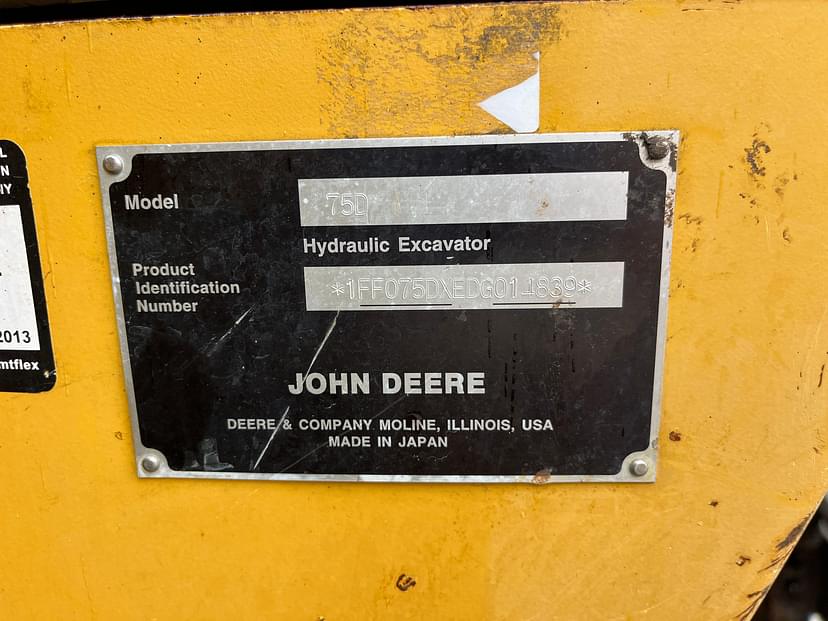 L
N
IY
2013
mtflex
Model 75D
Hydraulic Excavator
Product
Identification
Number *1FF075DXEDG014839*
JOHN DEERE
DEERE & COMPANY MOLINE, ILLINOIS, USA
MADE IN JAPAN